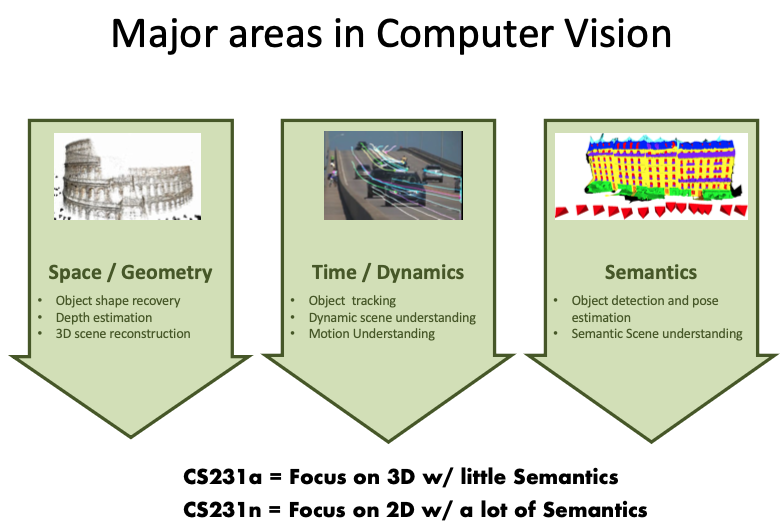 Major areas in Computer Vision
Space / Geometry
• Object shape recovery
• Depth estimation
• 3D scene reconstruction
Time / Dynamics
• Object tracking
• Dynamic scene understanding
• Motion Understanding
Semantics
• Object detection and pose
estimation
• Semantic Scene understanding
CS231a = Focus on 3D w/ little Semantics
CS231n = Focus on 2D w/ a lot of Semantics